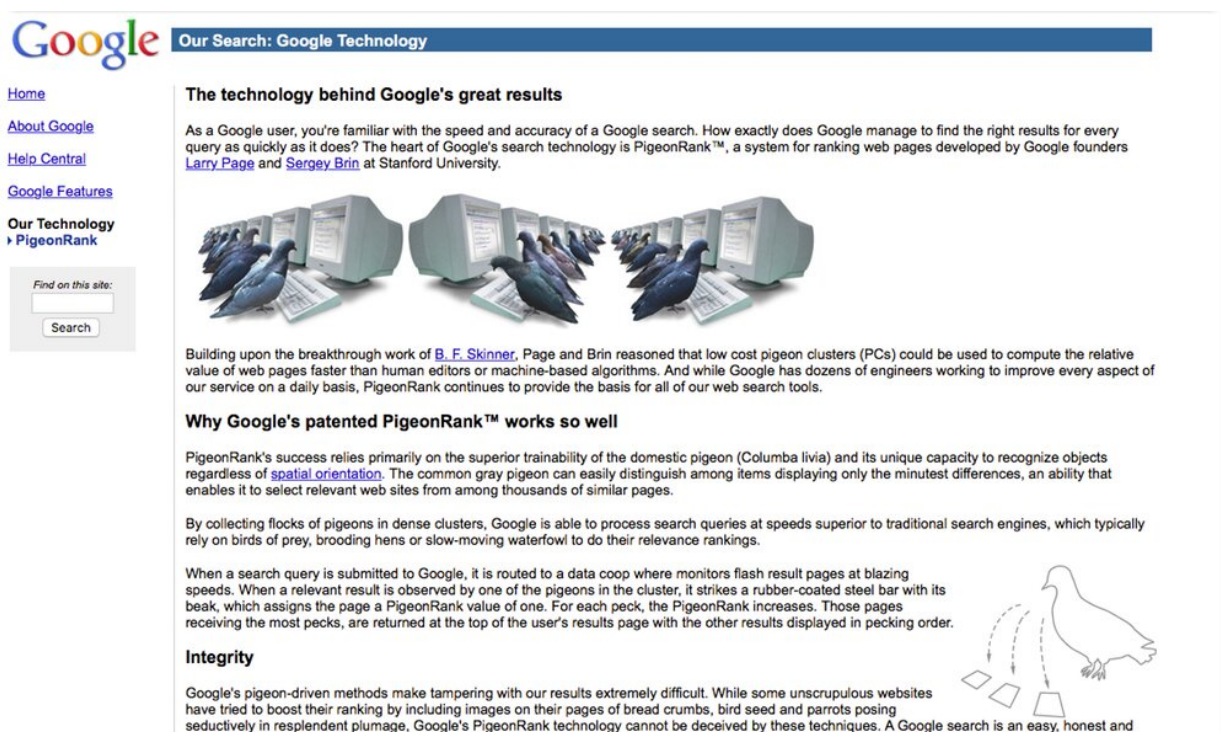 Google
Our Search: Google Technology
Home
About Google
Help Central
Google Features
Our Technology
PigeonRank
Find on this site:
Search
The technology behind Google's great results
As a Google user, you're familiar with the speed and accuracy of a Google search. How exactly does Google manage to find the right results for every
query as quickly as it does? The heart of Google's search technology is PigeonRank™, a system for ranking web pages developed by Google founders
Larry Page and Sergey Brin at Stanford University.
Building upon the breakthrough work of B. F. Skinner, Page and Brin reasoned that low cost pigeon clusters (PCs) could be used to compute the relative
value of web pages faster than human editors or machine-based algorithms. And while Google has dozens of engineers working to improve every aspect of
our service on a daily basis, PigeonRank continues to provide the basis for all of our web search tools.
Why Google's patented PigeonRank™ works so well
PigeonRank's success relies primarily on the superior trainability of the domestic pigeon (Columba livia) and its unique capacity to recognize objects
regardless of spatial orientation. The common gray pigeon can easily distinguish among items displaying only the minutest differences, an ability that
enables it to select relevant web sites from among thousands of similar pages.
By collecting flocks of pigeons in dense clusters, Google is able to process search queries at speeds superior to traditional search engines, which typically
rely on birds of prey, brooding hens or slow-moving waterfowl to do their relevance rankings.
When a search query is submitted to Google, it is routed to a data coop where monitors flash result pages at blazing
speeds. When a relevant result is observed by one of the pigeons in the cluster, it strikes a rubber-coated steel bar with its
beak, which assigns the page a PigeonRank value of one. For each peck, the PigeonRank increases. Those pages
receiving the most pecks, are returned at the top of the user's results page with the other results displayed in pecking order.
Integrity
Google's pigeon-driven methods make tampering with our results extremely difficult. While some unscrupulous websites
have tried to boost their ranking by including images on their pages of bread crumbs, bird seed and parrots posing
seductively in resplendent plumage, Google's PigeonRank technology cannot be deceived by these techniques. A Google search is an easy, honest and